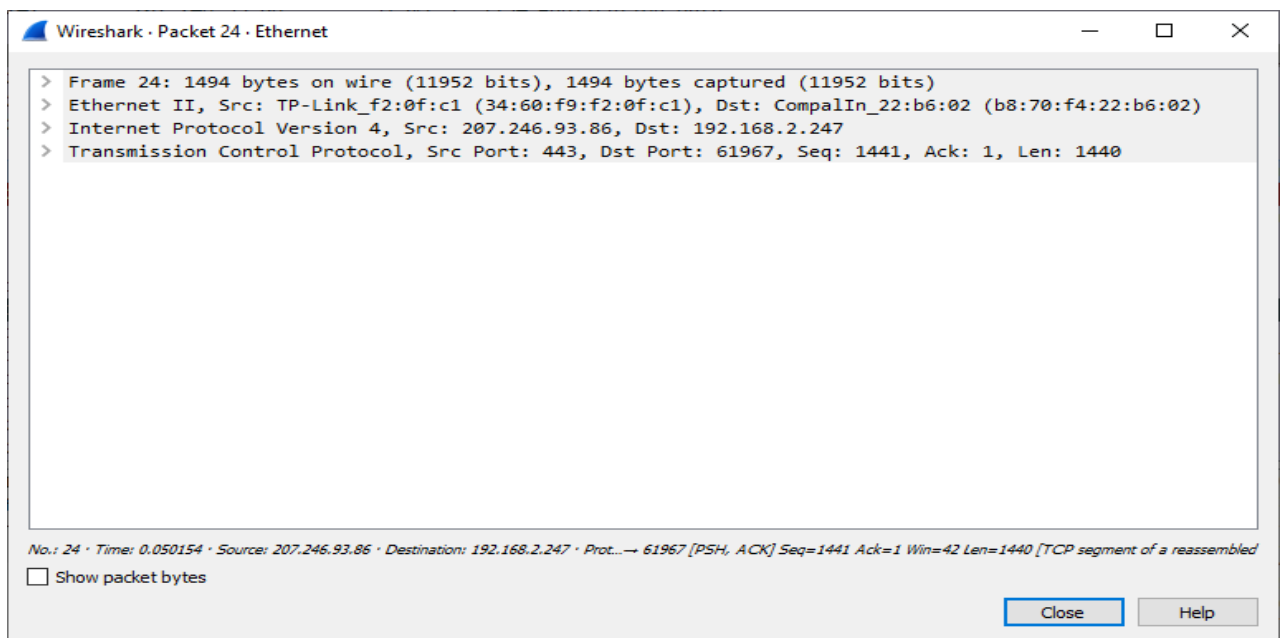 Wireshark · Packet 24 · Ethernet
> Frame 24: 1494 bytes on wire (11952 bits), 1494 bytes captured (11952 bits)
> Ethernet II, Src: TP-Link_f2:0f:c1 (34:60:f9:f2:0f:c1), Dst: CompalIn_22:b6:02 (b8:70:f4:22:b6:02)
> Internet Protocol Version 4, Src: 207.246.93.86, Dst: 192.168.2.247
> Transmission Control Protocol, Src Port: 443, Dst Port: 61967, Seq: 1441, Ack: 1, Len: 1440
No.: 24 · Time: 0.050154 · Source: 207.246.93.86 · Destination: 192.168.2.247 · Prot...→ 61967 [PSH, ACK] Seq=1441 Ack=1 Win=42 Len=1440 [TCP segment of a reassembled
Show packet bytes
Close Help